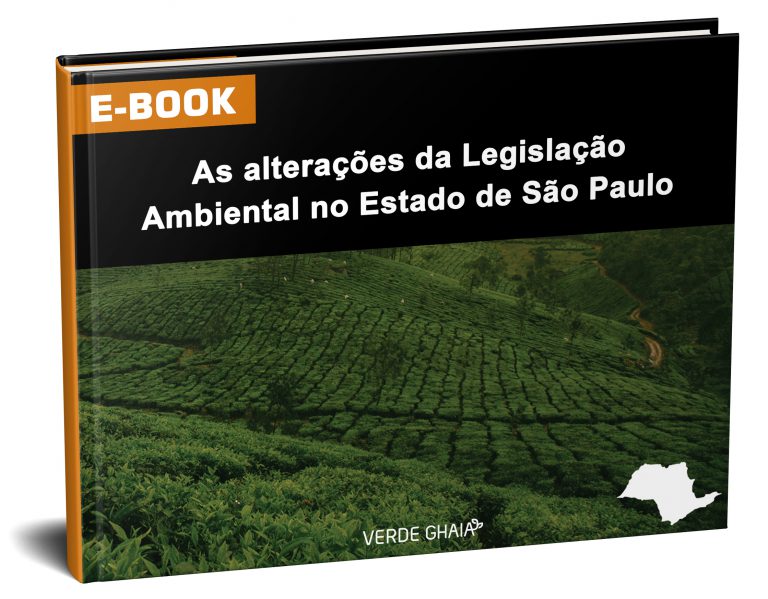 E-BOOK
As alterações da Legislação
Ambiental no Estado de São Paulo
VERDE GHAIA